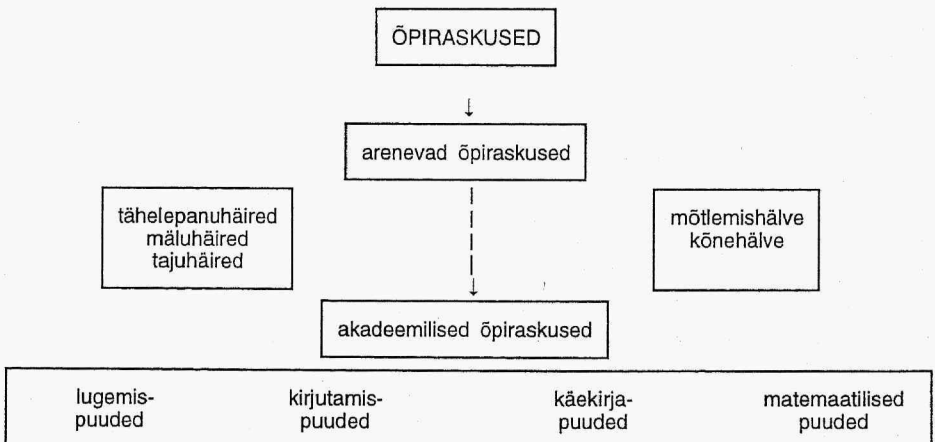 ÕPIRASKUSED
arenevad õpiraskused
tähelepanuhäired
mäluhäired
tajuhäired
mõtlemishälve
kõnehälve
akadeemilised õpiraskused
lugemis-
puuded
kirjutamis-
puuded
käekirja-
puuded
matemaatilised
puuded